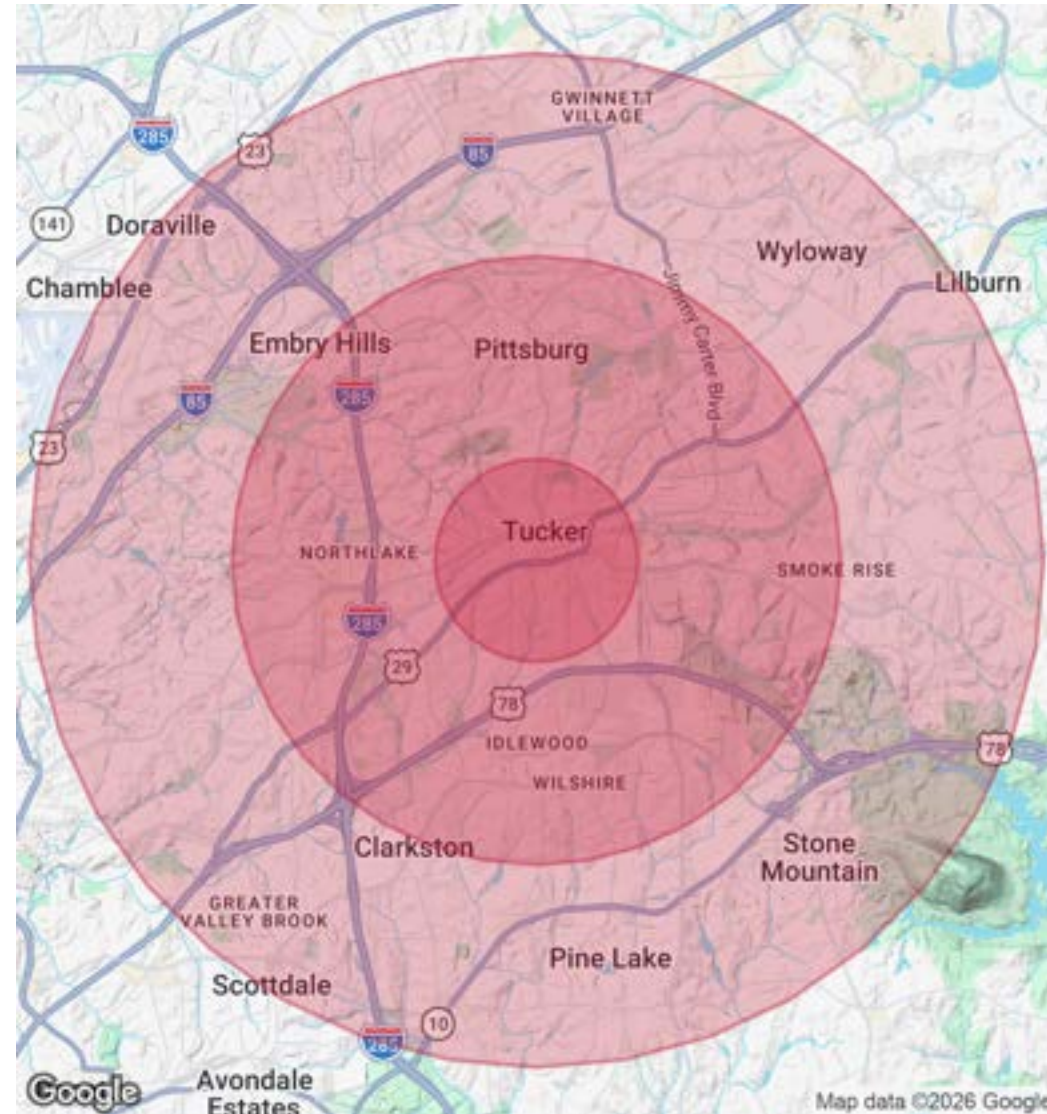 GWINNETT
VILLAGE
285
23
85
141
Doraville
Wyloway
Chamblee
Lilburn
Jimmy Carter Blvd
Embry Hills
Pittsburg
285
85
23
Tucker
NORTHLAKE
SMOKE RISE
285
29
78
IDLEWOOD
78
WILSHIRE
Clarkston
Stone
Mountain
GREATER
VALLEY BROOK
Pine Lake
Scottdale
10
285
Avondale
Estates
Google
Map data ©2026 Google